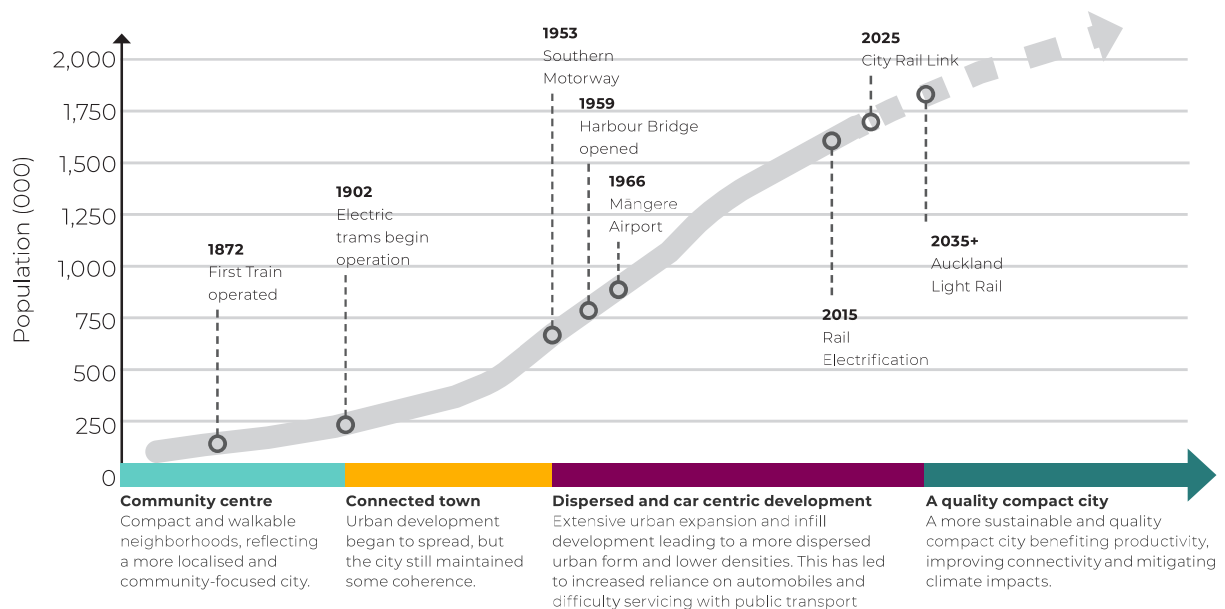 Population (000)
2,000
1,750
1,500
1,250
1,000
750
500
250
0
1872
First Train
operated
1902
Electric
trams begin
operation
1953
Southern
Motorway
1959
Harbour Bridge
opened
1966
Māngere
Airport
2015
Rail
Electrification
2025
City Rail Link
2035+
Auckland
Light Rail
Community centre
Compact and walkable
neighborhoods, reflecting
a more localised and
community-focused city.
Connected town
Urban development
began to spread, but
the city still maintained
some coherence.
Dispersed and car centric development
Extensive urban expansion and infill
development leading to a more dispersed
urban form and lower densities. This has led
to increased reliance on automobiles and
difficulty servicing with public transport
A quality compact city
A more sustainable and quality
compact city benefiting productivity,
improving connectivity and mitigating
climate impacts.